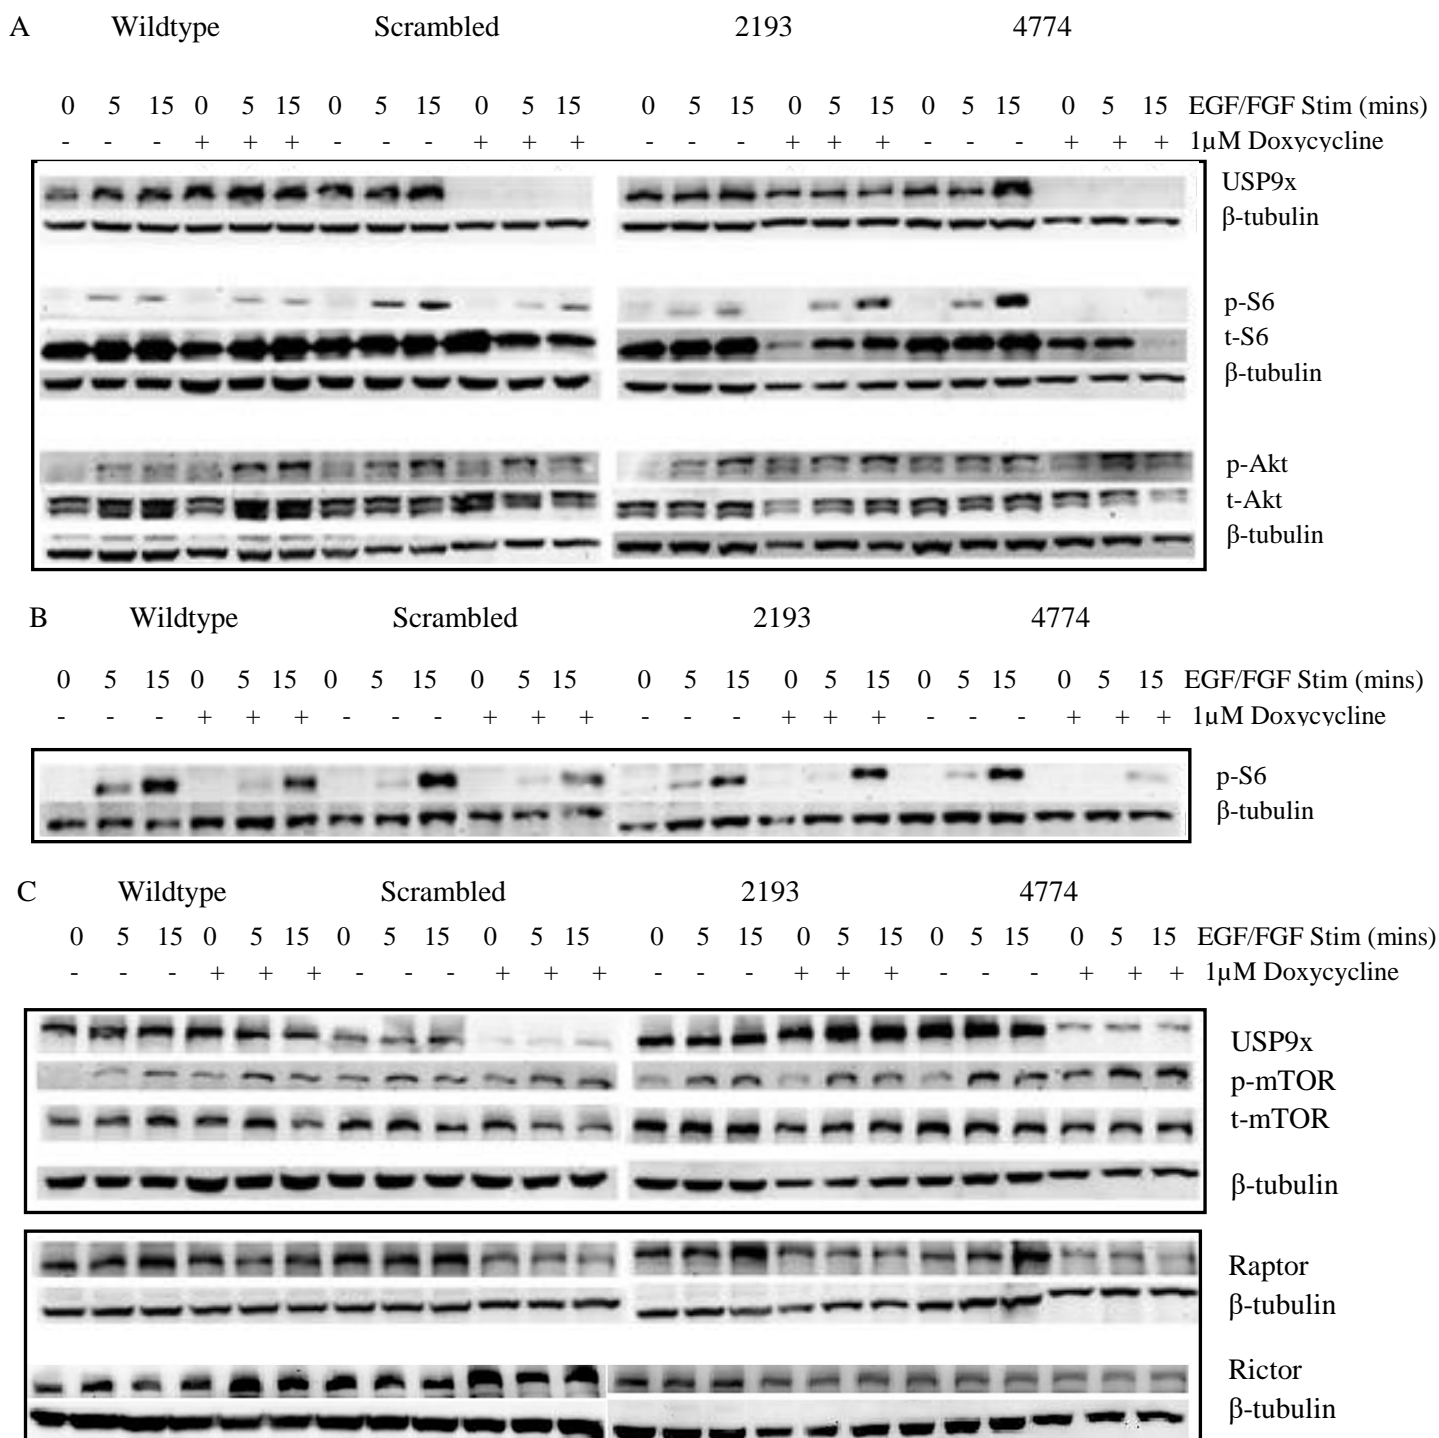 A Wildtype Scrambled 2193 4774
0 5 15 0 5 15 0 5 15 0 5 15 0 5 15 0 5 15 0 5 15 0 5 15 EGF/FGF Stim (mins)
- - - + + + - - - + + + - - - + + + - - - + + + 1µM Doxycycline
USP9x
β-tubulin
p-S6
t-S6
β-tubulin
p-Akt
t-Akt
β-tubulin
B Wildtype Scrambled 2193 4774
0 5 15 0 5 15 0 5 15 0 5 15 0 5 15 0 5 15 0 5 15 0 5 15 EGF/FGF Stim (mins)
- - - + + + - - - + + + - - - + + + - - - + + + 1µM Doxycycline
p-S6
β-tubulin
C Wildtype Scrambled 2193 4774
0 5 15 0 5 15 0 5 15 0 5 15 0 5 15 0 5 15 0 5 15 0 5 15 EGF/FGF Stim (mins)
- - - + + + - - - + + + - - - + + + - - - + + + 1µM Doxycycline
USP9x
p-mTOR
t-mTOR
β-tubulin
Raptor
β-tubulin
Rictor
β-tubulin